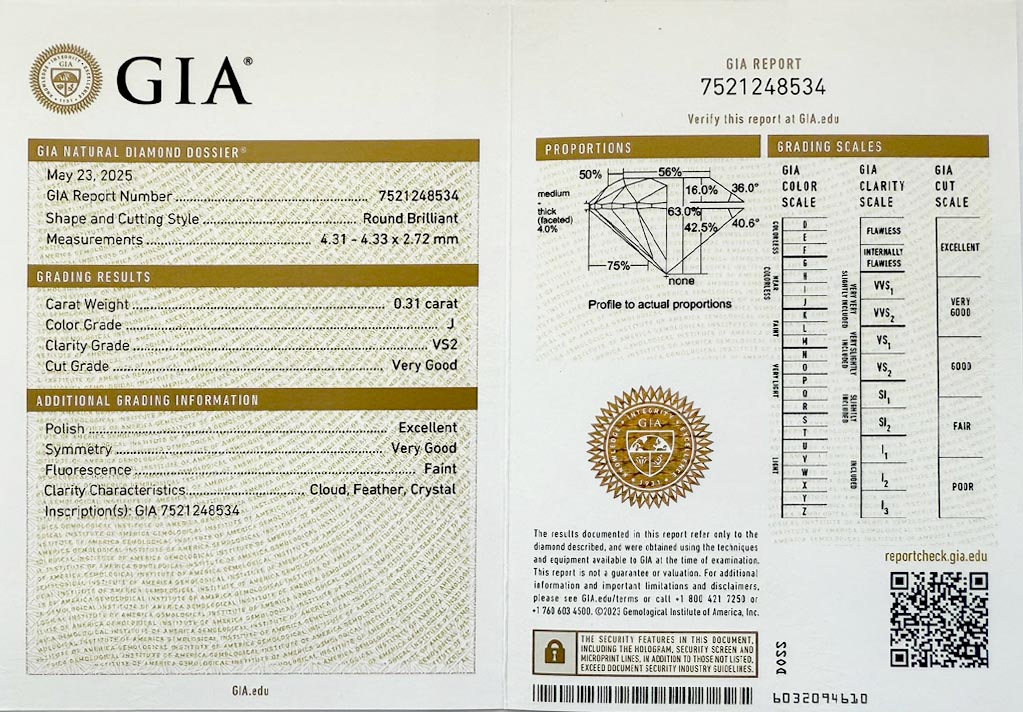 GIA®
GIA NATURAL DIAMOND DOSSIER®
May 23, 2025
GIA Report Number 7521248534
Shape and Cutting Style Round Brilliant
Measurements 4.31 - 4.33 x 2.72 mm
GRADING RESULTS
Carat Weight 0.31 carat
Color Grade J
Clarity Grade VS2
Cut Grade Very Good
ADDITIONAL GRADING INFORMATION
Polish Excellent
Symmetry Very Good
Fluorescence Faint
Clarity Characteristics Cloud, Feather, Crystal
Inscription(s): GIA 7521248534
GIA.edu
GIA REPORT
7521248534
Verify this report at GIA.edu
PROPORTIONS
50%
56%
medium
-
thick
(faceted)
4.0%
16.0%
36.0°
63.0%
42.5%
40.6°
75%
none
Profile to actual proportions
INTEGRITY
GIA
1931
The results documented in this report refer only to the
diamond described, and were obtained using the techniques
and equipment available to GIA at the time of examination.
This report is not a guarantee or valuation. For additional
information and important limitations and disclaimers,
please see GIA.edu/terms or call +1 800 421 7250 or
+1 760 603 4500. ©2023 Gemological Institute of America, Inc.
THE SECURITY FEATURES IN THIS DOCUMENT,
INCLUDING THE HOLOGRAM, SECURITY SCREEN AND
MICROPRINT LINES, IN ADDITION TO THOSE NOT LISTED,
EXCEED DOCUMENT SECURITY INDUSTRY GUIDELINES.
GRADING SCALES
GIA
COLOR
SCALE
COLORLESS
D
E
F
NEAR
COLORLESS
G
H
I
J
FAINT
K
L
M
VERY LIGHT
N
O
P
Q
R
LIGHT
S
T
U
V
W
X
Y
Z
GIA
CLARITY
SCALE
FLAWLESS
INTERNALLY
FLAWLESS
VERY VERY
SLIGHTLY INCLUDED
VVS1
VVS2
VERY SLIGHTLY
INCLUDED
VS1
VS2
SLIGHTLY
INCLUDED
SI1
SI2
INCLUDED
I1
I2
I3
GIA
CUT
SCALE
EXCELLENT
VERY
GOOD
GOOD
FAIR
POOR
reportcheck.gia.edu
6032094610